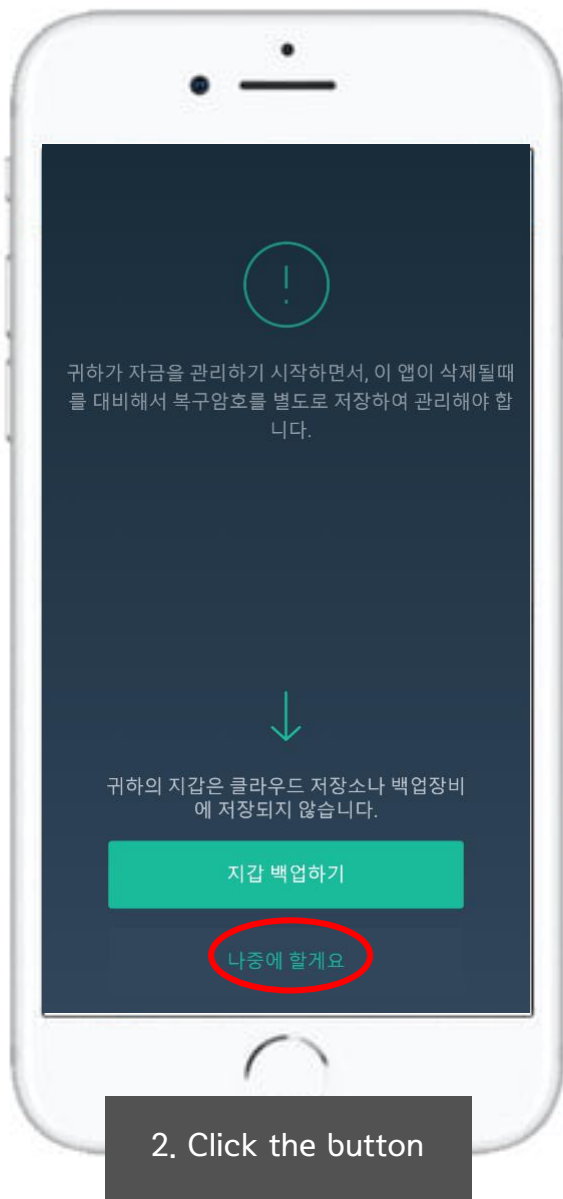 !
귀하가 자금을 관리하기 시작하면서, 이 앱이 삭제될때
를 대비해서 복구암호를 별도로 저장하여 관리해야 합
니다.
귀하의 지갑은 클라우드 저장소나 백업장비
에 저장되지 않습니다.
지갑 백업하기
나중에 할게요
2. Click the button